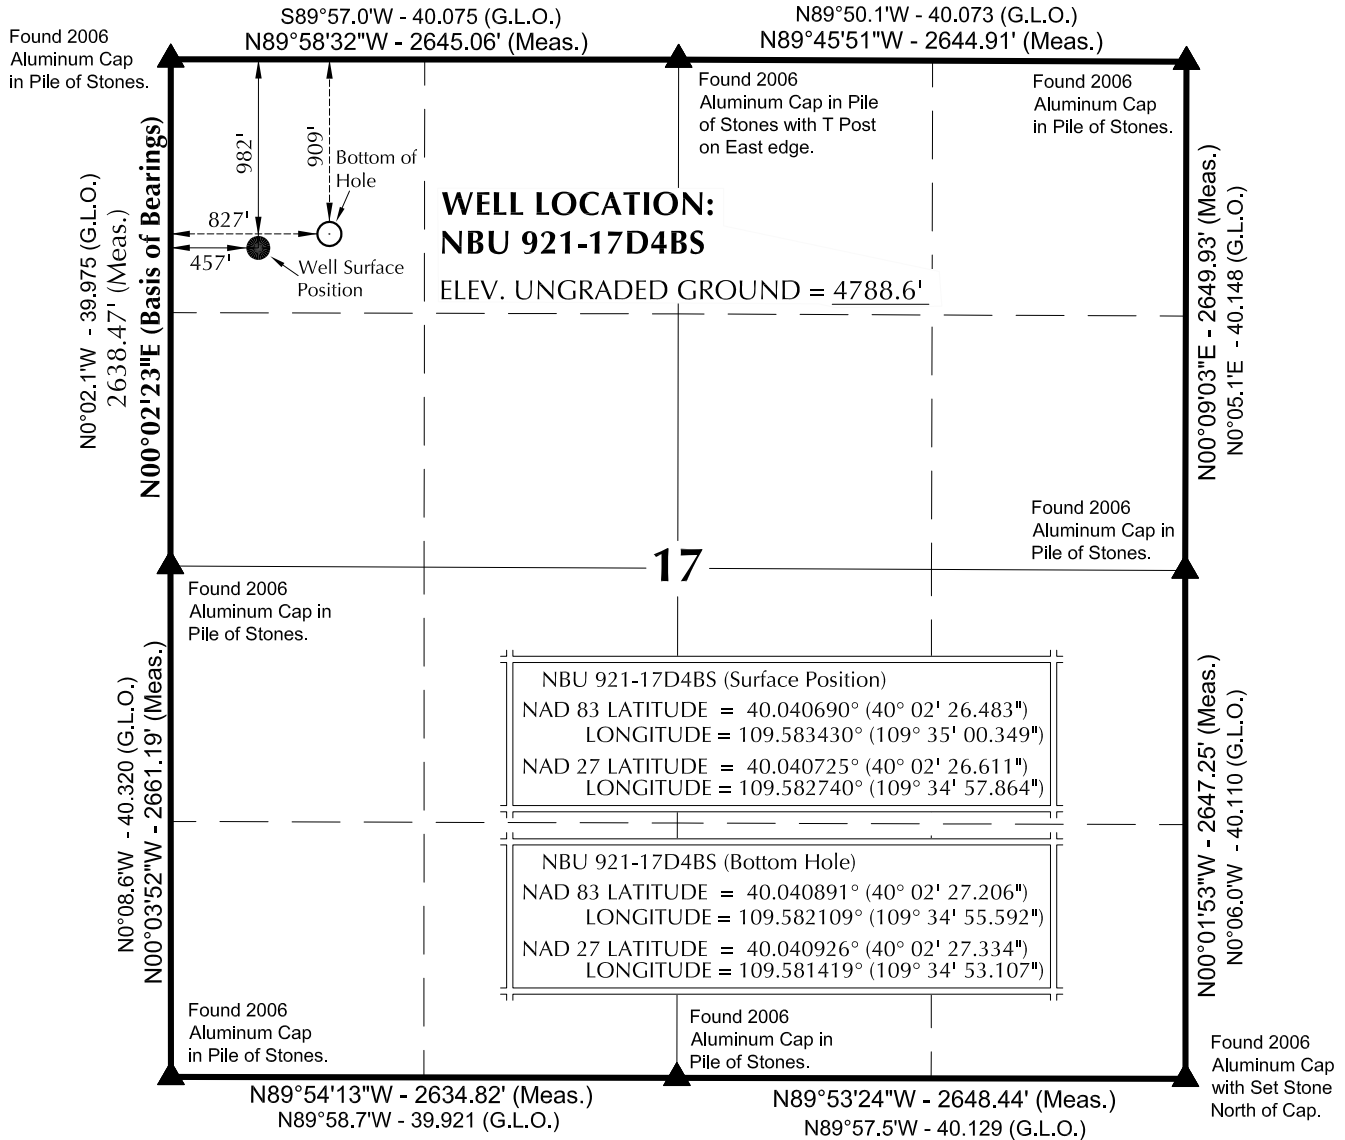 S89°57.0'W - 40.075 (G.L.O.)
N89°58'32"W - 2645.06' (Meas.)
N89°50.1'W - 40.073 (G.L.O.)
N89°45'51"W - 2644.91' (Meas.)
Found 2006
Aluminum Cap
in Pile of Stones.
Found 2006
Aluminum Cap in Pile
of Stones with T Post
on East edge.
Found 2006
Aluminum Cap
in Pile of Stones.
982'
909'
Bottom of
Hole
827'
457'
Well Surface
Position
WELL LOCATION:
NBU 921-17D4BS
ELEV. UNGRADED GROUND = 4788.6'
N0°02.1'W - 39.975 (G.L.O.)
2638.47' (Meas.)
N00°02'23"E (Basis of Bearings)
N00°09'03"E - 2649.93' (Meas.)
N0°05.1'E - 40.148 (G.L.O.)
Found 2006
Aluminum Cap in
Pile of Stones.
17
Found 2006
Aluminum Cap in
Pile of Stones.
N0°08.6'W - 40.320 (G.L.O.)
N00°03'52"W - 2661.19' (Meas.)
NBU 921-17D4BS (Surface Position)
NAD 83 LATITUDE = 40.040690° (40° 02' 26.483")
LONGITUDE = 109.583430° (109° 35' 00.349")
NAD 27 LATITUDE = 40.040725° (40° 02' 26.611")
LONGITUDE = 109.582740° (109° 34' 57.864")
NBU 921-17D4BS (Bottom Hole)
NAD 83 LATITUDE = 40.040891° (40° 02' 27.206")
LONGITUDE = 109.582109° (109° 34' 55.592")
NAD 27 LATITUDE = 40.040926° (40° 02' 27.334")
LONGITUDE = 109.581419° (109° 34' 53.107")
N00°01'53"W - 2647.25' (Meas.)
N0°06.0'W - 40.110 (G.L.O.)
Found 2006
Aluminum Cap
in Pile of Stones.
Found 2006
Aluminum Cap in
Pile of Stones.
Found 2006
Aluminum Cap
with Set Stone
North of Cap.
N89°54'13"W - 2634.82' (Meas.)
N89°58.7'W - 39.921 (G.L.O.)
N89°53'24"W - 2648.44' (Meas.)
N89°57.5'W - 40.129 (G.L.O.)